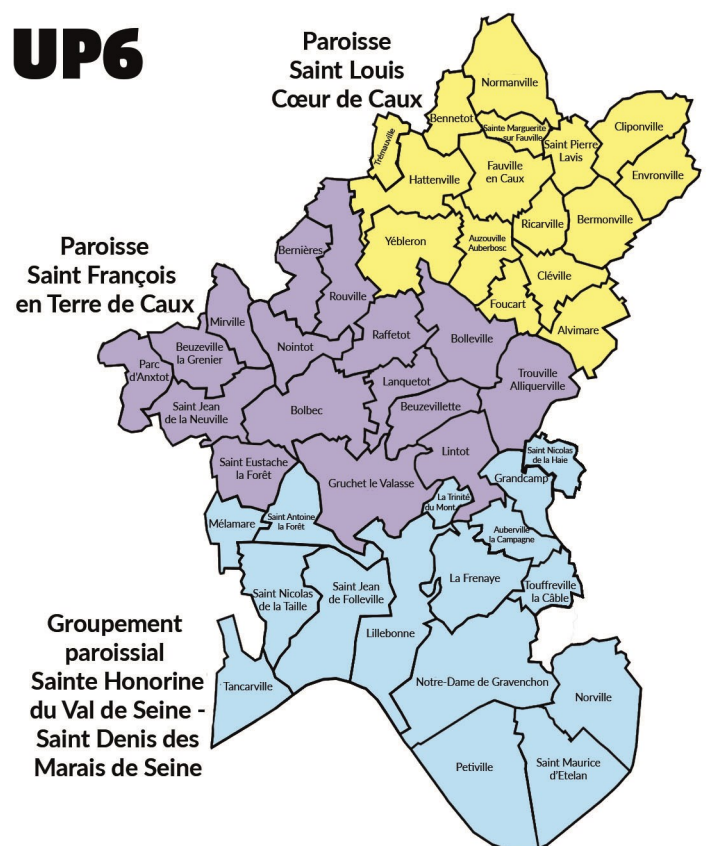 UP6
Paroisse
Saint Louis
Cœur de Caux
Normanville
Bennetot
Sainte Marguerite
sur Fauville
Cliponville
Trémauville
Saint Pierre
Lavis
Fauville
en Caux
Envronville
Hattenville
Bermonville
Ricarville
Yébleron
Auzouville
Auberbosc
Cléville
Foucart
Alvimare
Paroisse
Saint François
en Terre de Caux
Bernières
Rouville
Mirville
Nointot
Raffetot
Bolleville
Beuzeville
la Grenier
Parc
d'Anxtot
Trouville
Alliquerville
Lanquetot
Saint Jean
de la Neuville
Bolbec
Beuzevillette
Lintot
Saint Eustache
la Forêt
Gruchet le Valasse
Saint Nicolas
de la Haie
Grandcamp
La Trinité
du Mont
Mélamare
Saint Antoine
la Forêt
Auberville
la Campagne
La Frenaye
Touffreville
la Câble
Saint Nicolas
de la Taille
Saint Jean
de Folleville
Lillebonne
Groupement
paroissial
Sainte Honorine
du Val de Seine -
Saint Denis des
Marais de Seine
Tancarville
Notre-Dame de Gravenchon
Norville
Petiville
Saint Maurice
d'Etelan